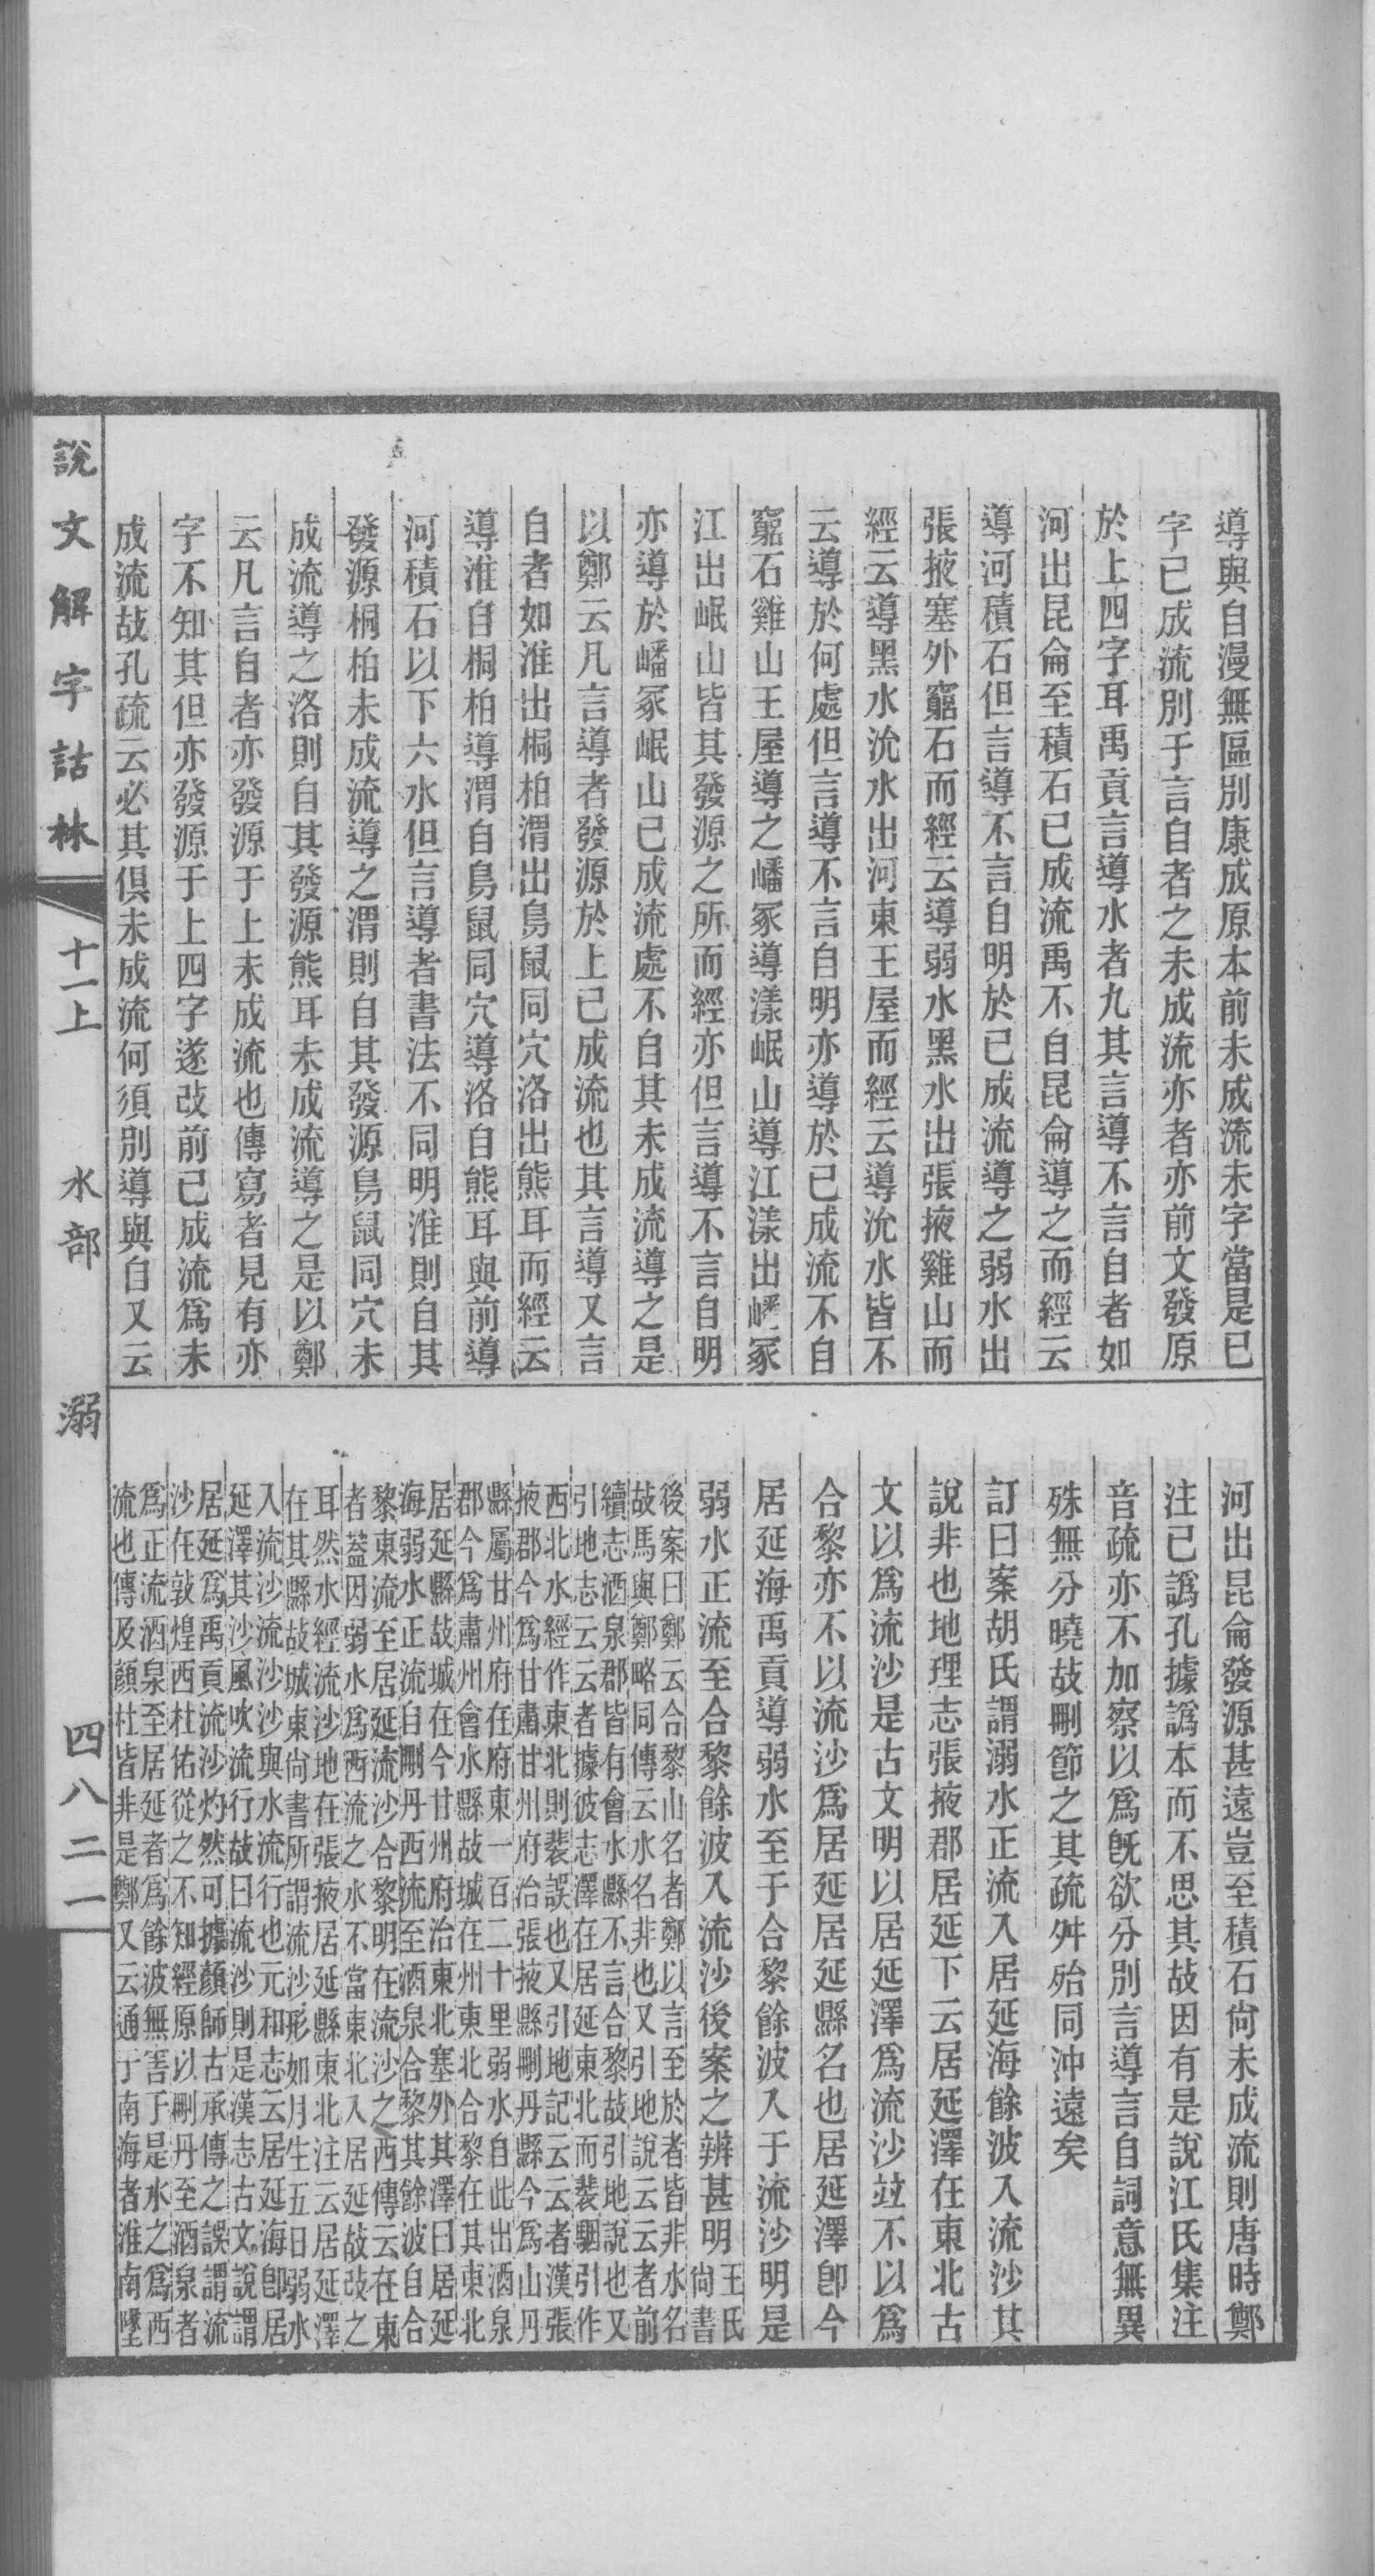 導與自漫無區別康成原本前未成流未字當是已
字已成流別于言自者之未成流亦者亦前文發原
於上四字耳禹貢言導水者九其言導不言自者如
河出昆侖至積石已成流禹不自昆侖導之而經云
導河積石但言導不言自明於已成流導之弱水出
張掖塞外窮石而經云導弱水黑水出張掖雞山而
經云導黑水沇水出河東王屋而經云導沇水皆不
云導於何處但言導不言自明亦導於已成流不自
窮石雞山王屋導之嶓冢導漾岷山導江漾出嶓冢
江出岷山皆其發源之所而經亦但言導不言自明
亦導於嶓冢岷山已成流處不自其未成流導之是
以鄭云凡言導者發源於上已成流也其言導又言
自者如淮出桐柏渭出鳥鼠同穴洛出熊耳而經云
導淮自桐柏導渭自鳥鼠同穴導洛自熊耳與前導
河積石以下六水但言導者書法不同明淮則自其
發源桐柏未成流導之渭則自其發源鳥鼠同穴未
成流導之洛則自其發源熊耳未成流導之是以鄭
云凡言自者亦發源于上未成流也傳寫者見有亦
字不知其但亦發源于上四字遂改前已成流爲未
成流故孔疏云必其俱未成流何須別導與自又云
河出昆侖發源甚遠豈至積石尙未成流則唐時鄭
注已譌孔據譌本而不思其故因有是說江氏集注
音疏亦不加察以爲旣欲分別言導言自詞意無異
殊無分曉故刪節之其疏舛殆同沖遠矣
訂曰案胡氏謂溺水正流入居延海餘波入流沙其
說非也地理志張掖郡居延下云居延澤在東北古
文以爲流沙是古文明以居延澤爲流沙竝不以爲
合黎亦不以流沙爲居延居延縣名也居延澤卽今
居延海禹貢導弱水至于合黎餘波入于流沙明是
弱水正流至合黎餘波入流沙後案之辨甚明王氏
尙書
後案曰鄭云合黎山名者鄭以言至於者皆非水名
故馬與鄭略同傳云水名非也又引地說云云者前
續志酒泉郡皆有會水縣不言合黎故引地說也又
引地志云云者據彼志澤在居延東北而裴駰引作
西北水經作東北則裴誤也又引地記云云者漢張
掖郡今爲甘肅甘州府治張掖縣刪丹縣今爲山丹
縣屬甘州府在府東一百二十里弱水自此出酒泉
郡今爲肅州會水縣故城在州東北合黎在其東北
居延縣故城在今甘州府治東北塞外其澤曰居延
海弱水正流自刪丹西流至酒泉合黎其餘波自合
黎東流至居延流沙合黎明在流沙之西傳云在東
者蓋因弱水爲西流之水不當東北入居延故改之
耳然水經流沙地在張掖居延縣東北注云居延澤
在其縣故城東尙書所謂流沙形如月生五日弱水
入流沙流沙沙與水流行也元和志云居延海卽居
延澤其沙風吹流行故曰流沙則是漢志古文說謂
居延爲禹貢流沙灼然可據顏師古承傳之誤謂流
沙在敦煌西杜佑從之不知經原以刪丹至酒泉者
爲正流酒泉至居延者爲餘波無害于是水之爲西
流也傳及顏杜皆非是鄭又云通于南海者淮南墬
說文解字詁林
十一上　水部　溺
四八二一